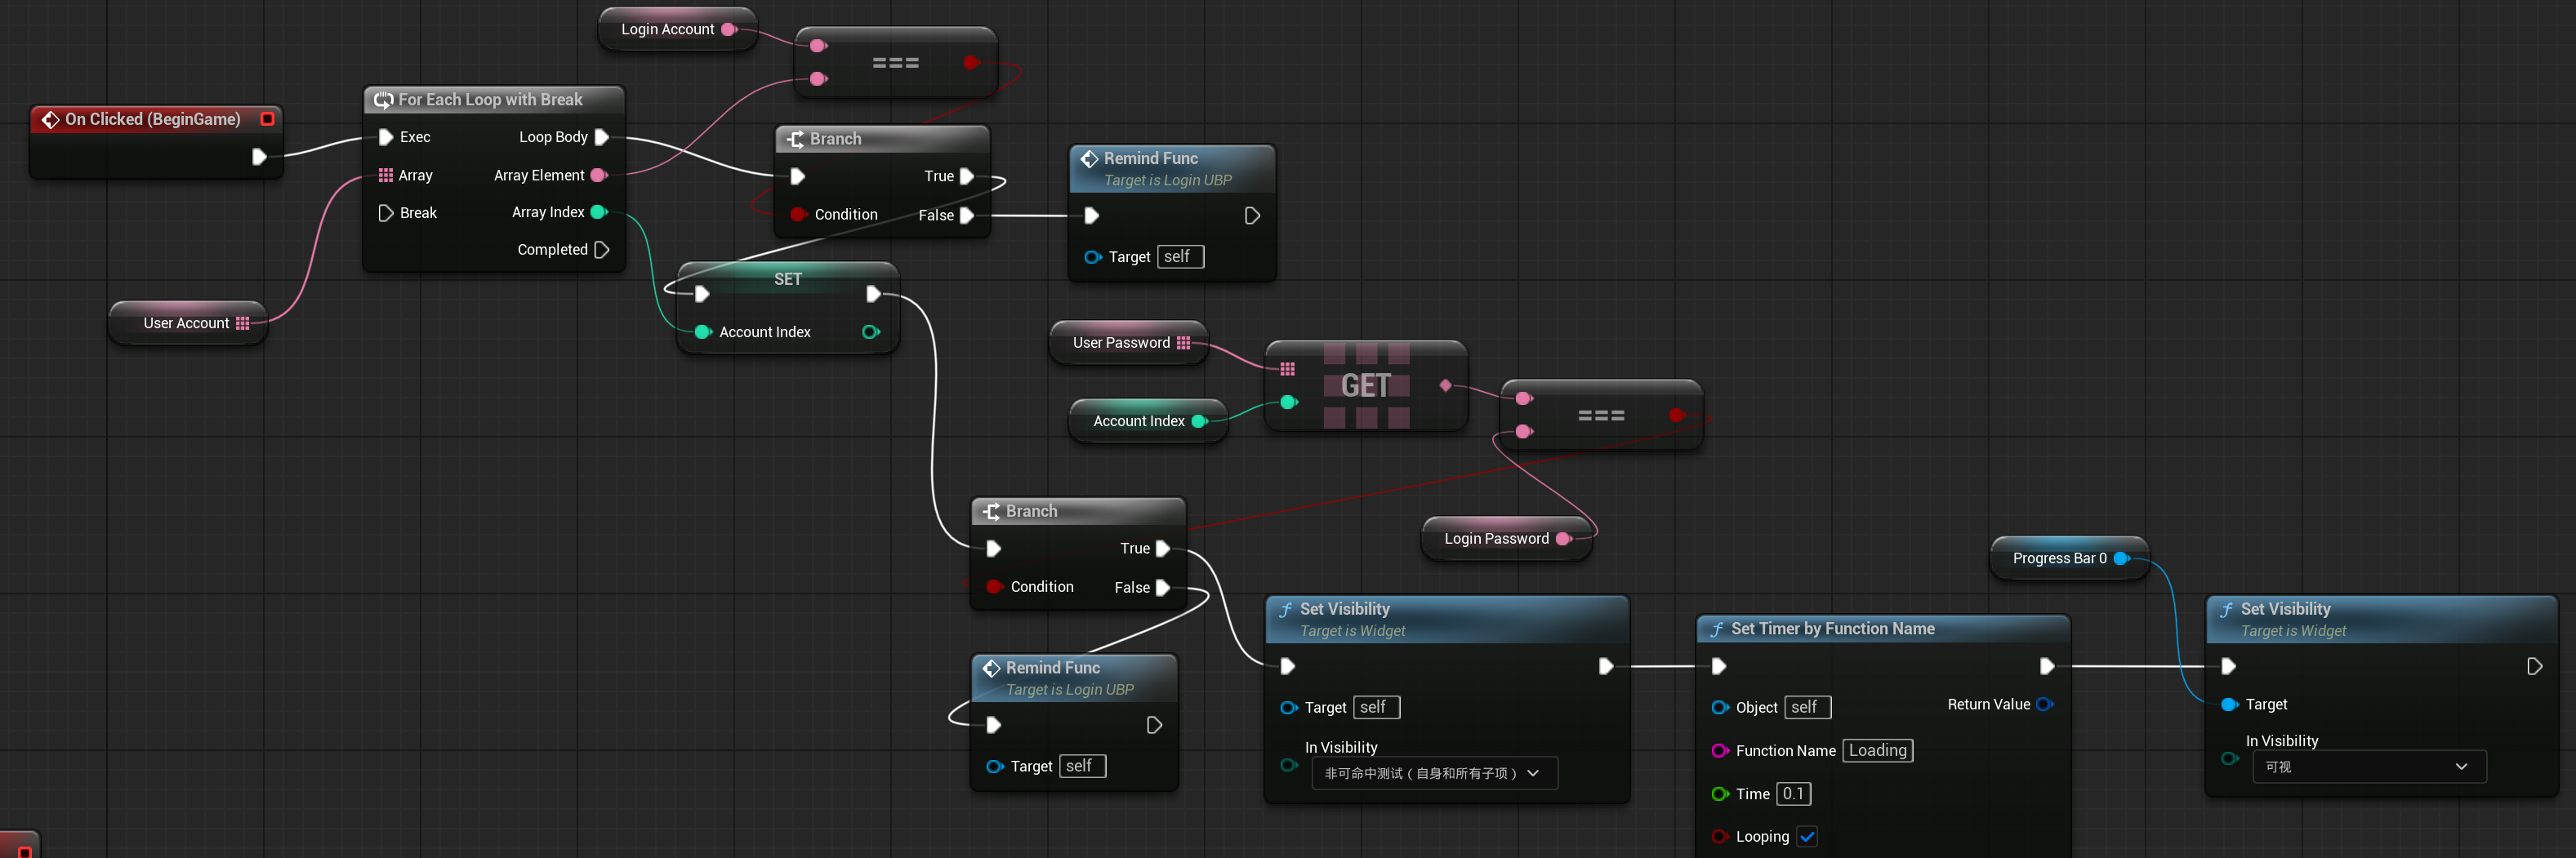 Login Account
===
On Clicked (BeginGame)
For Each Loop with Break
Exec
Loop Body
Array
Array Element
Break
Array Index
Completed
User Account
Branch
True
Condition
False
Remind Func
Target is Login UBP
Target
self
SET
Account Index
User Password
Account Index
GET
===
Login Password
Branch
True
Condition
False
Remind Func
Target is Login UBP
Target
self
Set Visibility
Target is Widget
Target
self
In Visibility
非可命中测试（自身和所有子项）
Set Timer by Function Name
Object
self
Return Value
Function Name
Loading
Time
0.1
Looping
Progress Bar 0
Set Visibility
Target is Widget
Target
In Visibility
可视